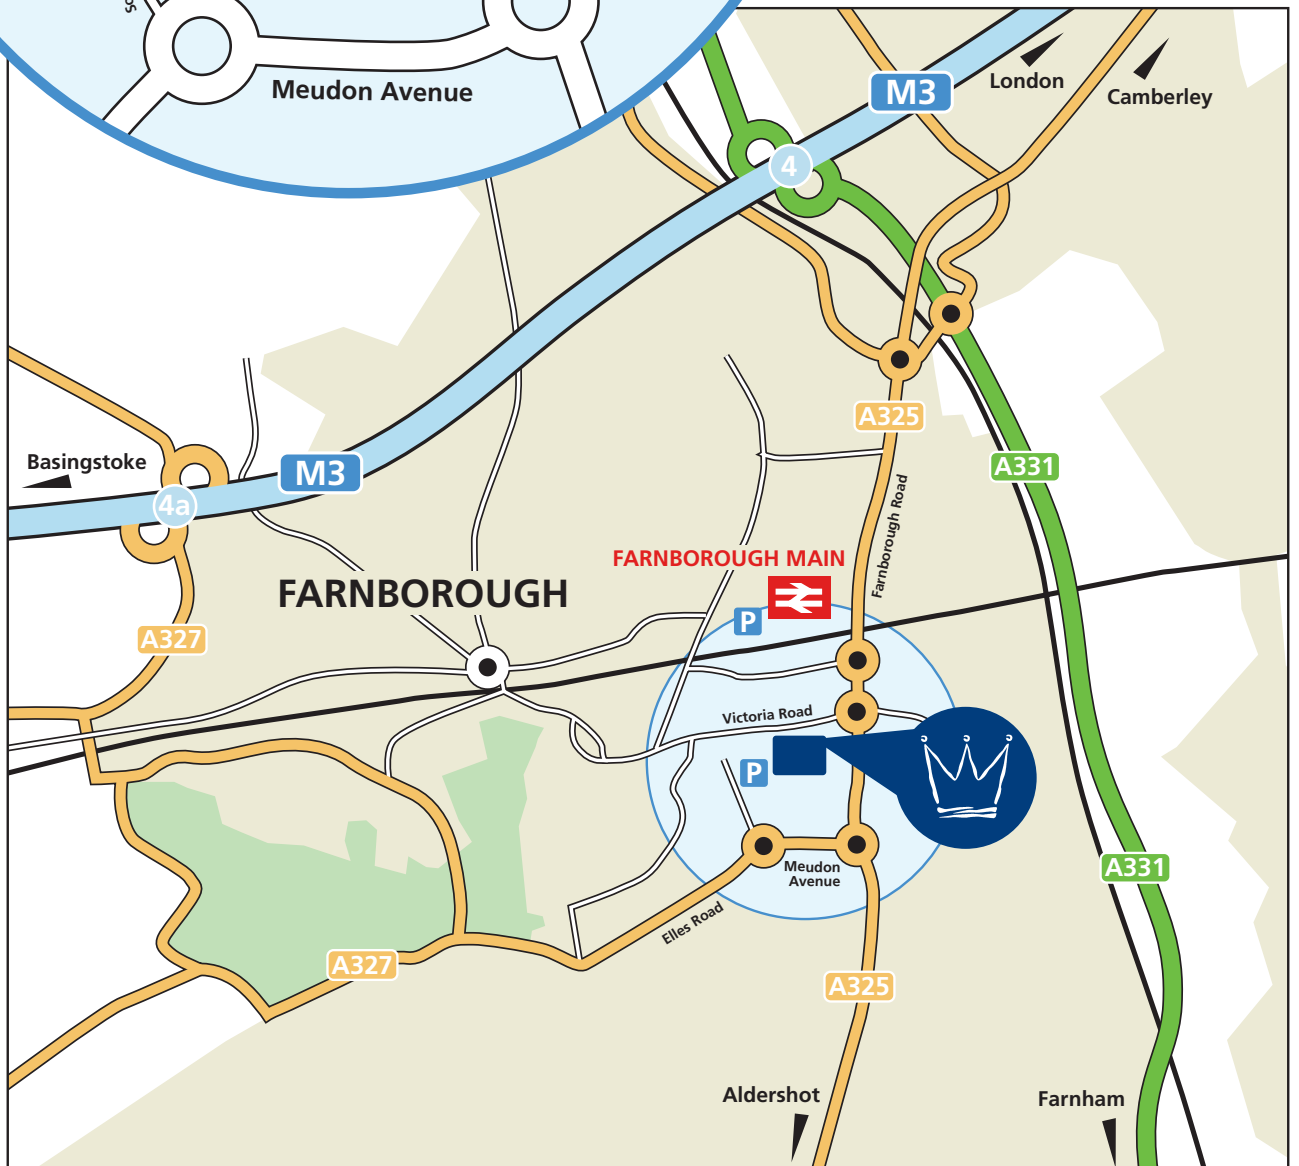 Meudon Avenue
M3
London
Camberley
4
A325
Basingstoke
M3
4a
A331
Farnborough Road
FARNBOROUGH MAIN
FARNBOROUGH
P
A327
Victoria Road
P
Meudon
Avenue
A331
Elles Road
A327
A325
Aldershot
Farnham